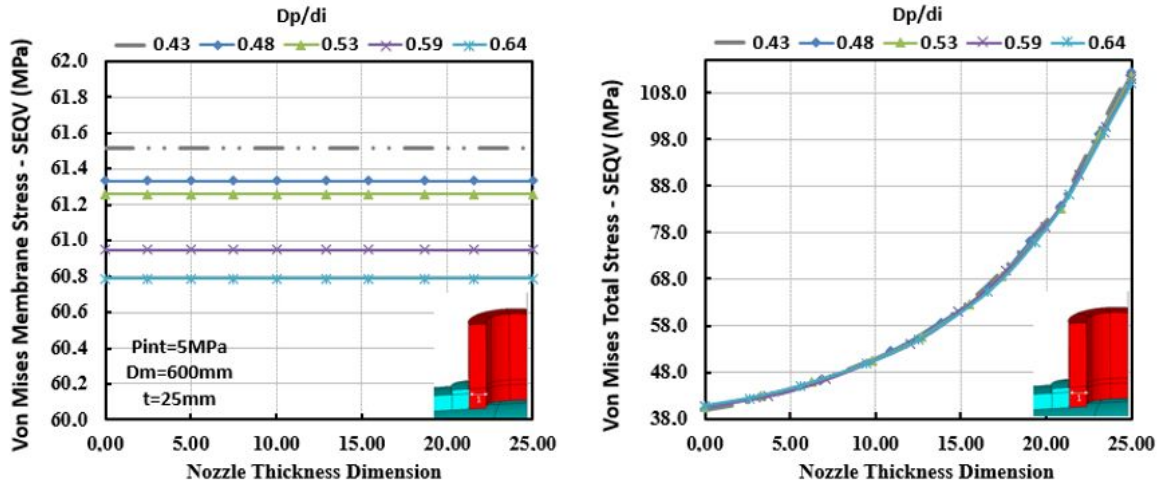 Dp/di
0.43 0.48 0.53 0.59 0.64
Von Mises Membrane Stress - SEQV (MPa)
62.0
61.8
61.6
61.4
61.2
61.0
60.8
60.6
60.4
60.2
60.0
Pint=5MPa
Dm=600mm
t=25mm
1
0.00 5.00 10.00 15.00 20.00 25.00
Nozzle Thickness Dimension
Dp/di
0.43 0.48 0.53 0.59 0.64
Von Mises Total Stress - SEQV (MPa)
108.0
98.0
88.0
78.0
68.0
58.0
48.0
38.0
1
0.00 5.00 10.00 15.00 20.00 25.00
Nozzle Thickness Dimension